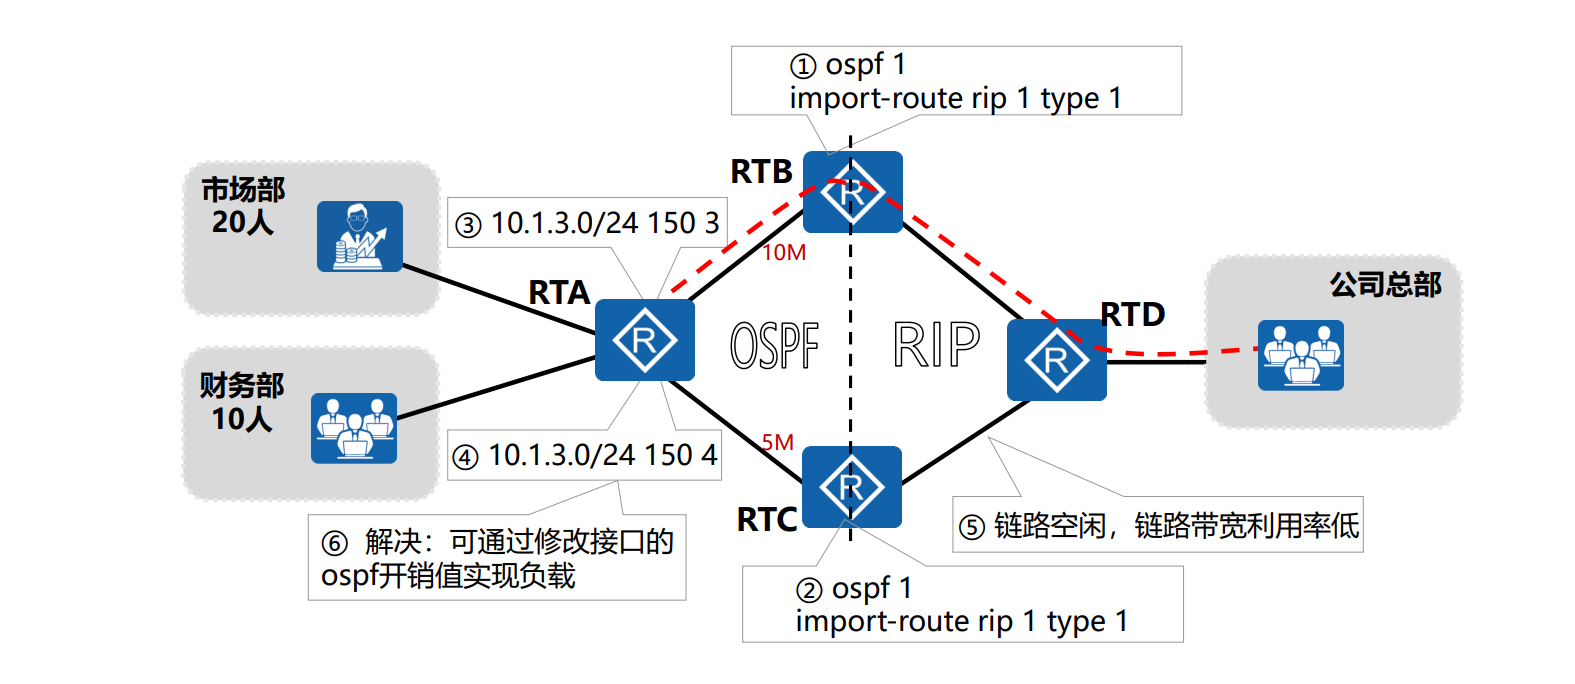 ① ospf 1
import-route rip 1 type 1
RTB
市场部
20人
③ 10.1.3.0/24 150 3
10M
R
RTA
公司总部
RTD
R
OSPF
RIP
R
财务部
10人
④ 10.1.3.0/24 150 4
5M
R
RTC
⑤ 链路空闲，链路带宽利用率低
⑥ 解决：可通过修改接口的
ospf开销值实现负载
② ospf 1
import-route rip 1 type 1